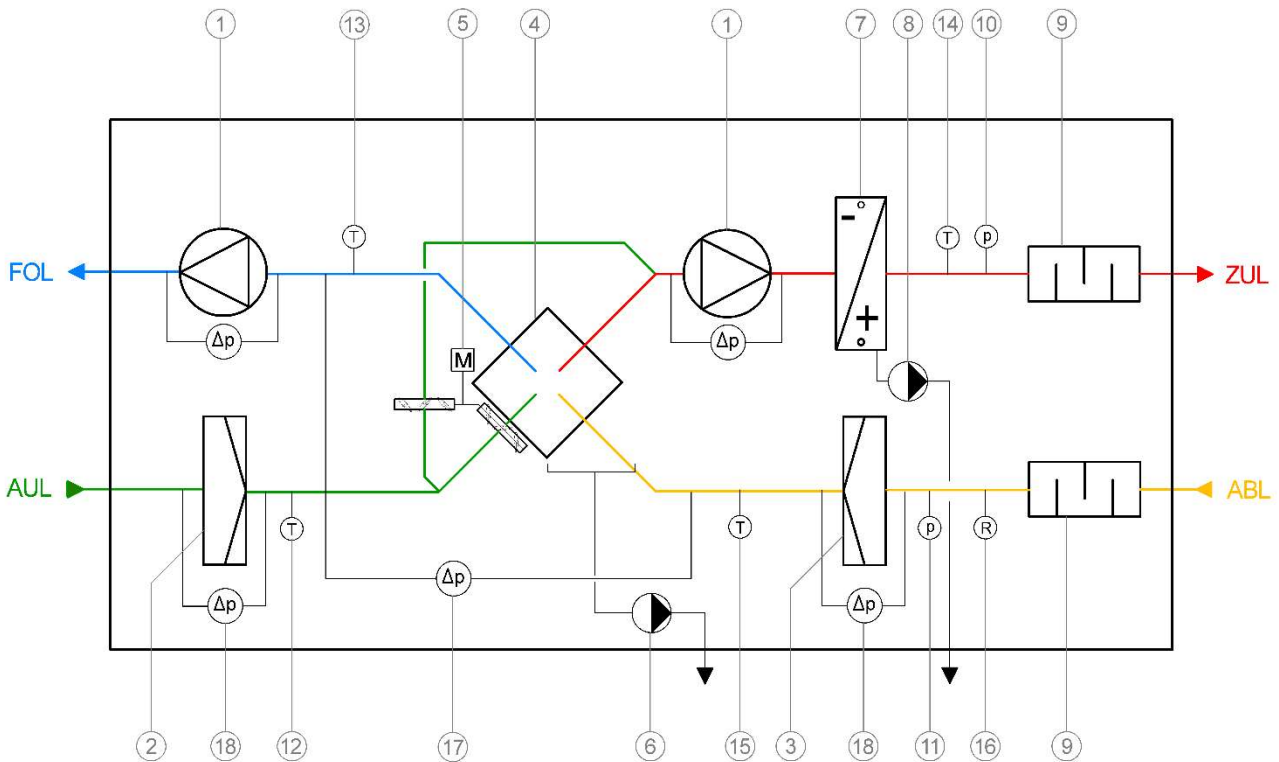 1 13 5 4 1 7 8 14 10 9
T T p
FOL ZUL
- +
Δp Δp
M
AUL ABL
T T p R
Δp
Δp Δp
2 18 12 17 6 15 3 18 11 16 9